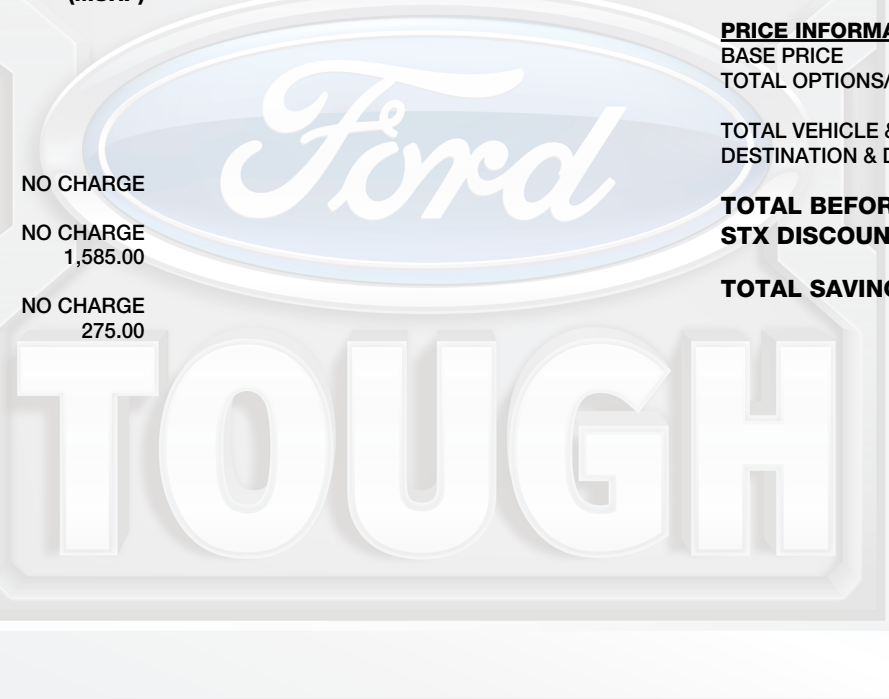 (MSRP)
NO CHARGE
NO CHARGE
1,585.00
NO CHARGE
275.00
PRICE INFORMA
BASE PRICE
TOTAL OPTIONS/
TOTAL VEHICLE &
DESTINATION & D
TOTAL BEFOR
STX DISCOUN
TOTAL SAVING
Ford
TOUGH